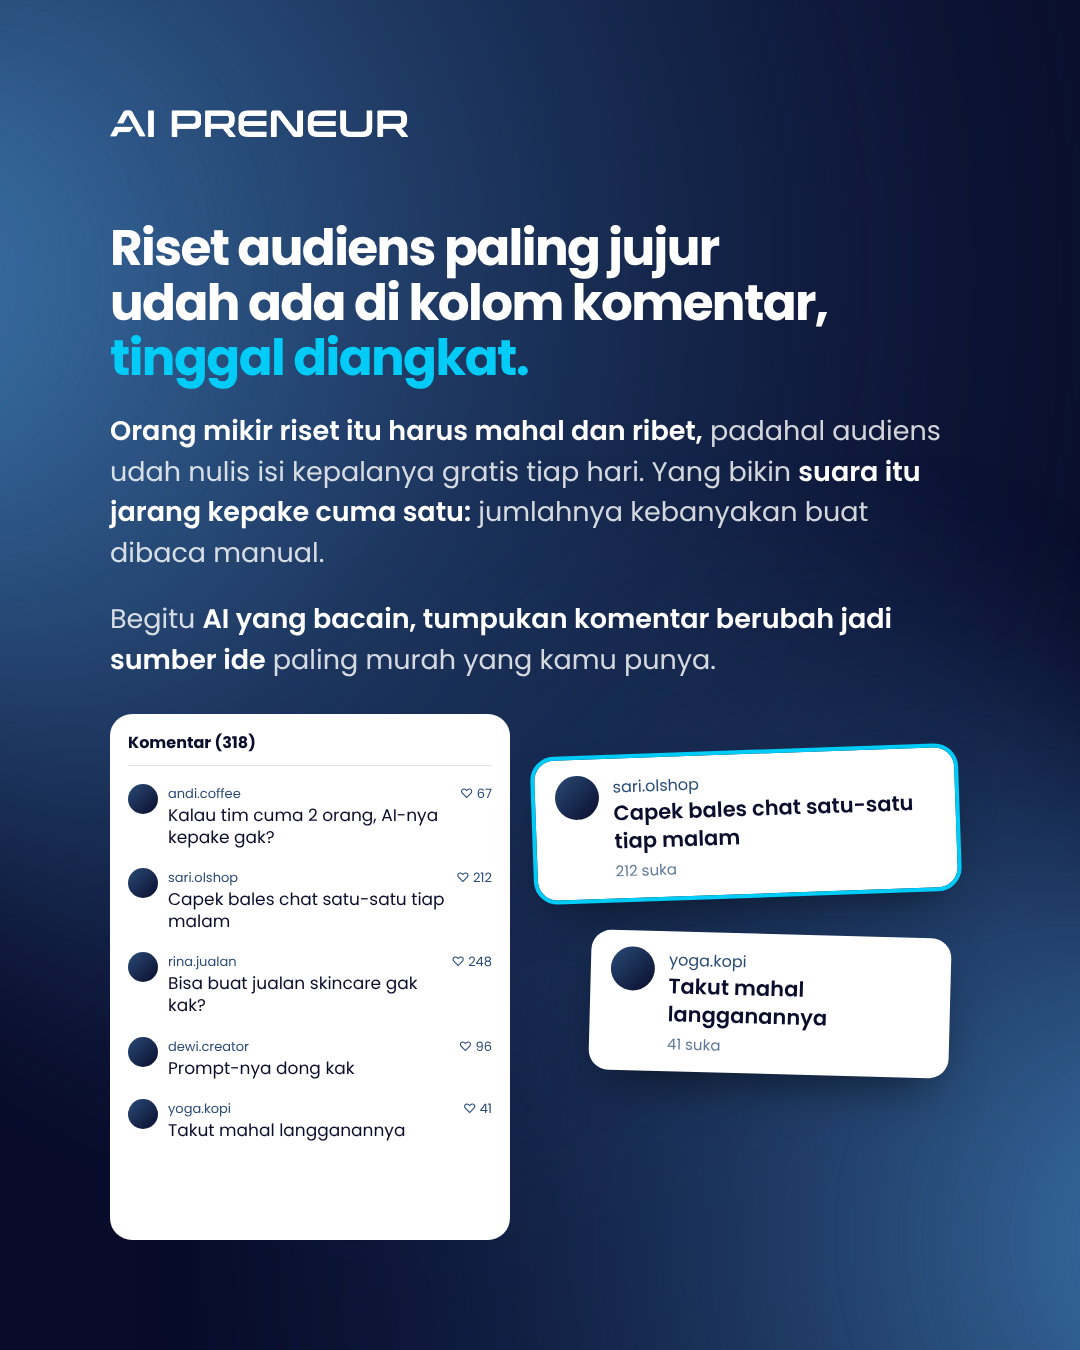 AI PRENEUR
Riset audiens paling jujur
udah ada di kolom komentar,
tinggal diangkat.
Orang mikir riset itu harus mahal dan ribet, padahal audiens
udah nulis isi kepalanya gratis tiap hari. Yang bikin suara itu
jarang kepake cuma satu: jumlahnya kebanyakan buat
dibaca manual.
Begitu AI yang bacain, tumpukan komentar berubah jadi
sumber ide paling murah yang kamu punya.
Komentar (318)
andi.coffee ♡ 67
Kalau tim cuma 2 orang, AI-nya
kepake gak?
sari.olshop ♡ 212
Capek bales chat satu-satu tiap
malam
rina.jualan ♡ 248
Bisa buat jualan skincare gak
kak?
dewi.creator ♡ 96
Prompt-nya dong kak
yoga.kopi ♡ 41
Takut mahal langganannya
sari.olshop
Capek bales chat satu-satu
tiap malam
212 suka
yoga.kopi
Takut mahal
langganannya
41 suka